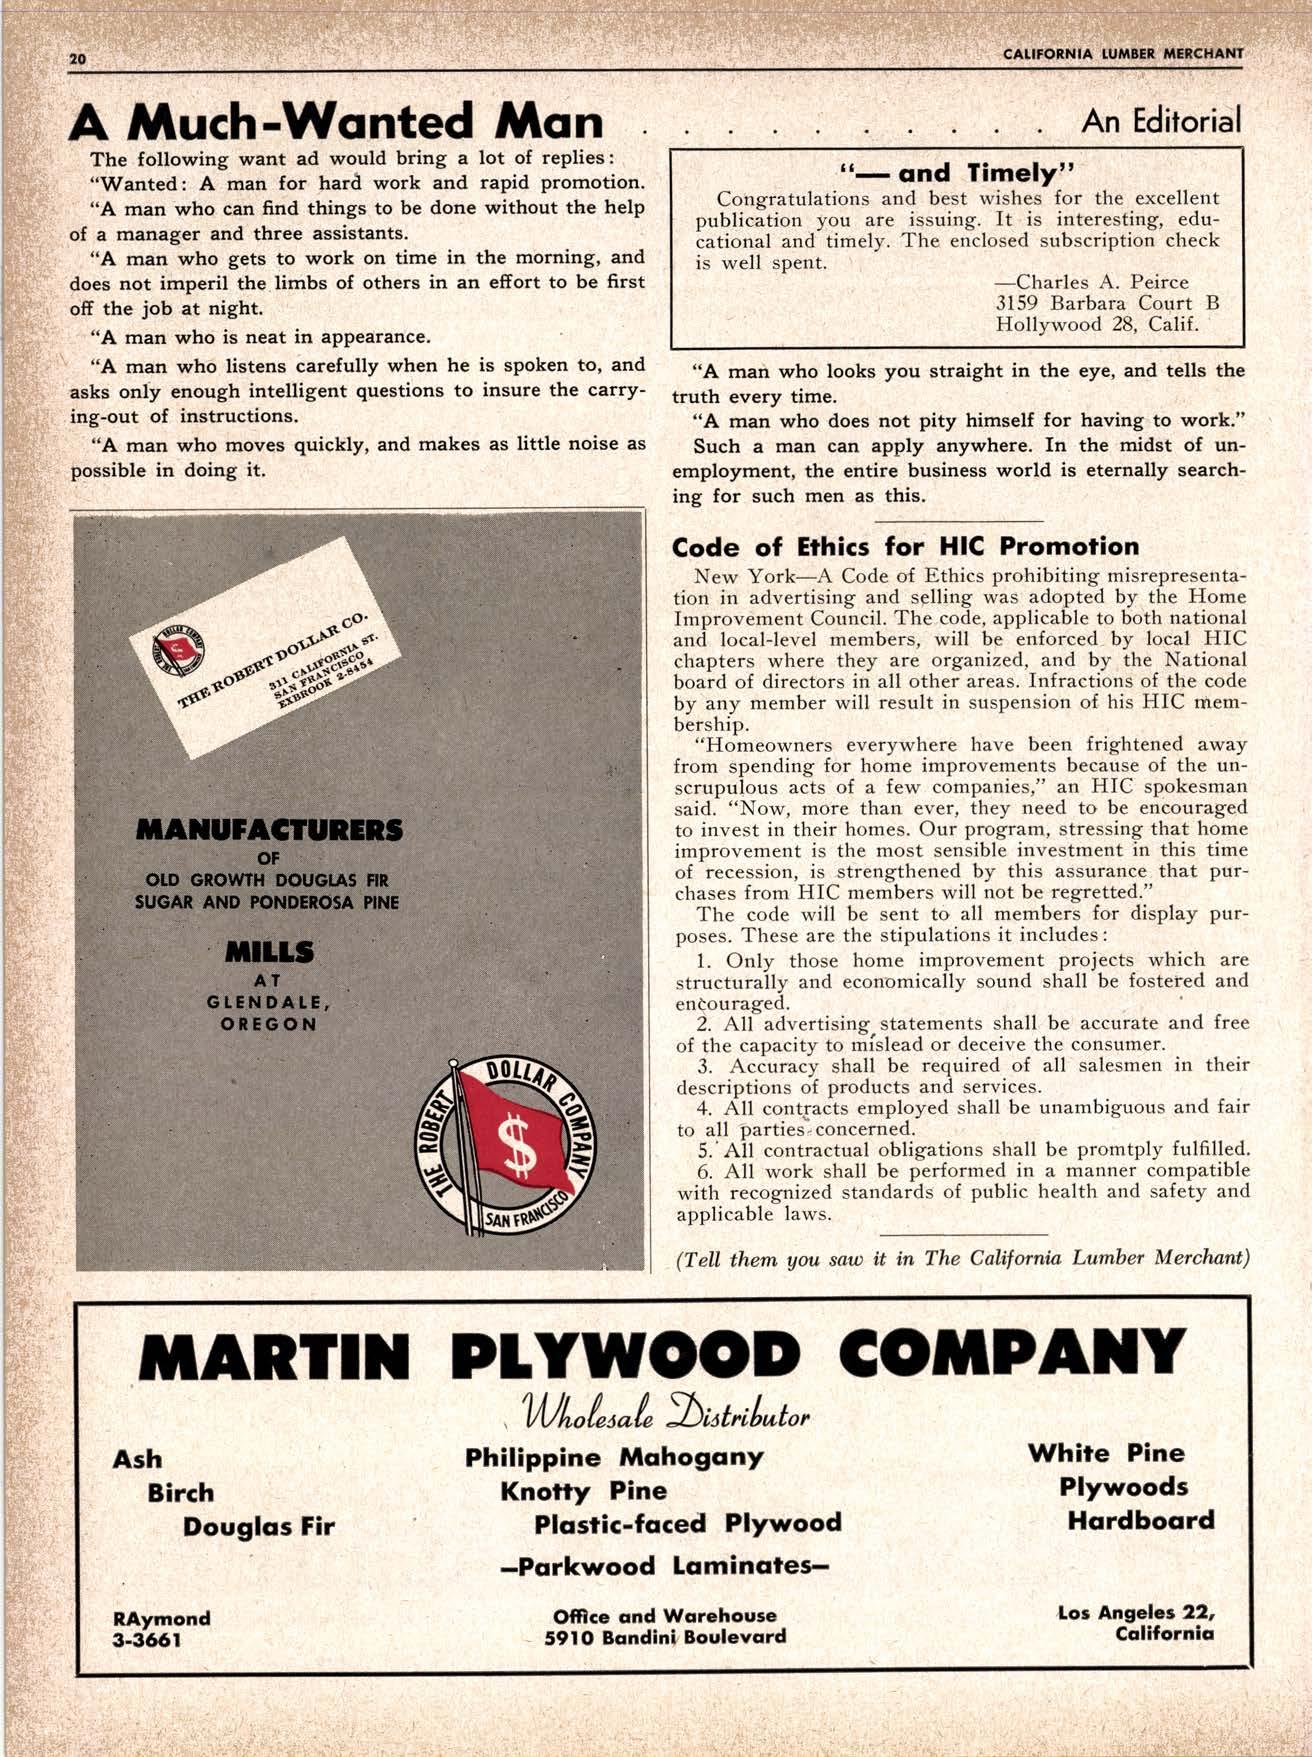 20
CALIFORNIA LUMBER MERCHANT
A Much-Wanted Man . . . . . . . . . . An Editorial
The following want ad would bring a lot of replies:
"Wanted: A man for hard work and rapid promotion.
"A man who can find things to be done without the help
of a manager and three assistants.
"A man who gets to work on time in the morning, and
does not imperil the limbs of others in an effort to be first
off the job at night.
"A man who is neat in appearance.
"A man who listens carefully when he is spoken to, and
asks only enough intelligent questions to insure the carry-
ing-out of instructions.
"A man who moves quickly, and makes as little noise as
possible in doing it.
"— and Timely"
Congratulations and best wishes for the excellent
publication you are issuing. It is interesting, edu-
cational and timely. The enclosed subscription check
is well spent.
—Charles A. Peirce
3159 Barbara Court B
Hollywood 28, Calif.
"A man who looks you straight in the eye, and tells the
truth every time.
"A man who does not pity himself for having to work."
Such a man can apply anywhere. In the midst of un-
employment, the entire business world is eternally search-
ing for such men as this.
THE ROBERT DOLLAR COMPANY
THE ROBERT DOLLAR CO.
311 CALIFORNIA ST.
SAN FRANCISCO
EXBROOK 2-8454
MANUFACTURERS
OF
OLD GROWTH DOUGLAS FIR
SUGAR AND PONDEROSA PINE
MILLS
AT
GLENDALE,
OREGON
THE ROBERT DOLLAR COMPANY
$
SAN FRANCISCO
Code of Ethics for HIC Promotion
New York—A Code of Ethics prohibiting misrepresenta-
tion in advertising and selling was adopted by the Home
Improvement Council. The code, applicable to both national
and local-level members, will be enforced by local HIC
chapters where they are organized, and by the National
board of directors in all other areas. Infractions of the code
by any member will result in suspension of his HIC mem-
bership.
"Homeowners everywhere have been frightened away
from spending for home improvements because of the un-
scrupulous acts of a few companies," an HIC spokesman
said. "Now, more than ever, they need to be encouraged
to invest in their homes. Our program, stressing that home
improvement is the most sensible investment in this time
of recession, is strengthened by this assurance that pur-
chases from HIC members will not be regretted."
The code will be sent to all members for display pur-
poses. These are the stipulations it includes:
1. Only those home improvement projects which are
structurally and economically sound shall be fostered and
encouraged.
2. All advertising statements shall be accurate and free
of the capacity to mislead or deceive the consumer.
3. Accuracy shall be required of all salesmen in their
descriptions of products and services.
4. All contracts employed shall be unambiguous and fair
to all parties concerned.
5. All contractual obligations shall be promtply fulfilled.
6. All work shall be performed in a manner compatible
with recognized standards of public health and safety and
applicable laws.
(Tell them you saw it in The California Lumber Merchant)
MARTIN PLYWOOD COMPANY
Wholesale Distributor
Ash
Birch
Douglas Fir
Philippine Mahogany
Knotty Pine
Plastic-faced Plywood
White Pine
Plywoods
Hardboard
—Parkwood Laminates—
RAymond
3-3661
Office and Warehouse
5910 Bandini Boulevard
Los Angeles 22,
California